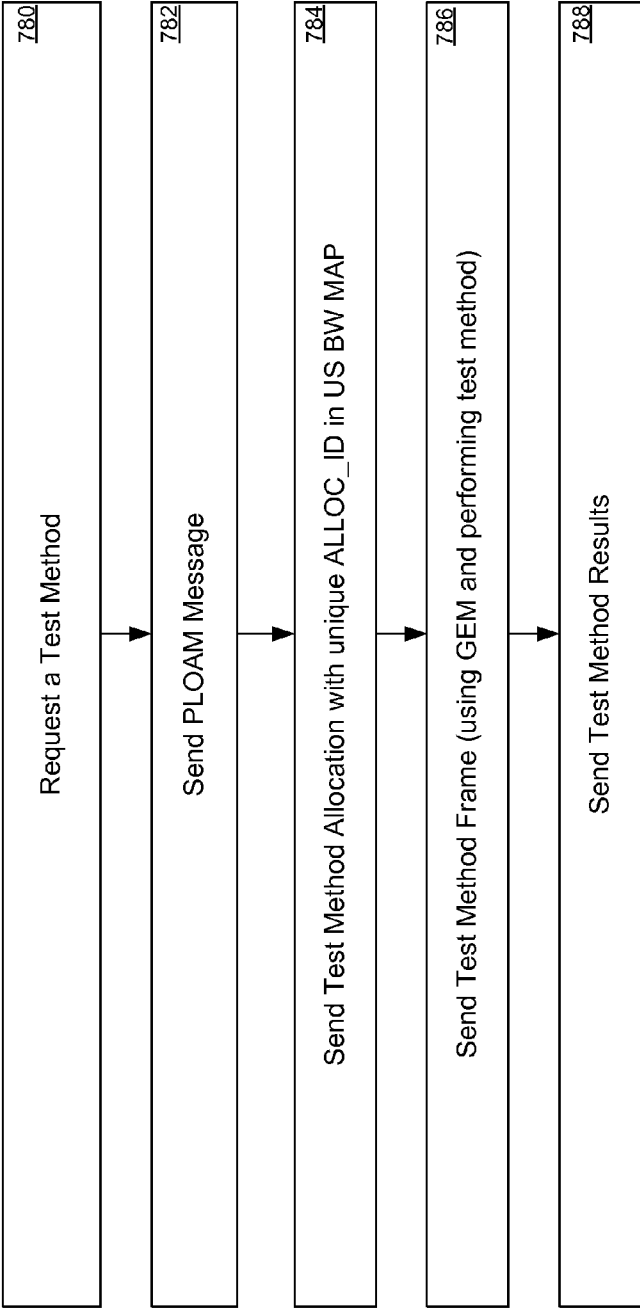 Request a Test Method
780
Send PLOAM Message
782
Send Test Method Allocation with unique ALLOC_ID in US BW MAP
784
Send Test Method Frame (using GEM and performing test method)
786
Send Test Method Results
788